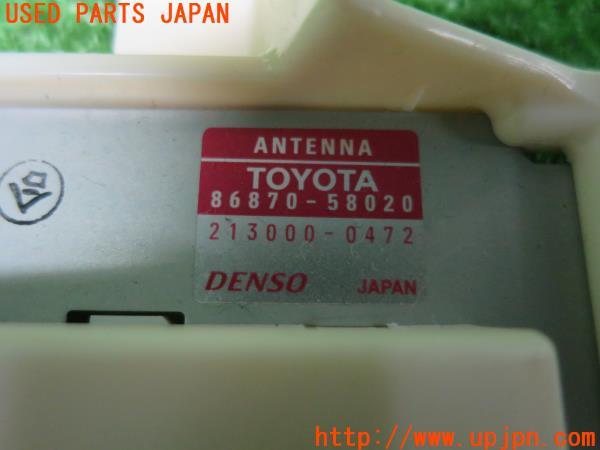 USED PARTS JAPAN
ANTENNA
TOYOTA
86870-58020
213000-0472
DENSO JAPAN
http://www.upjpn.com